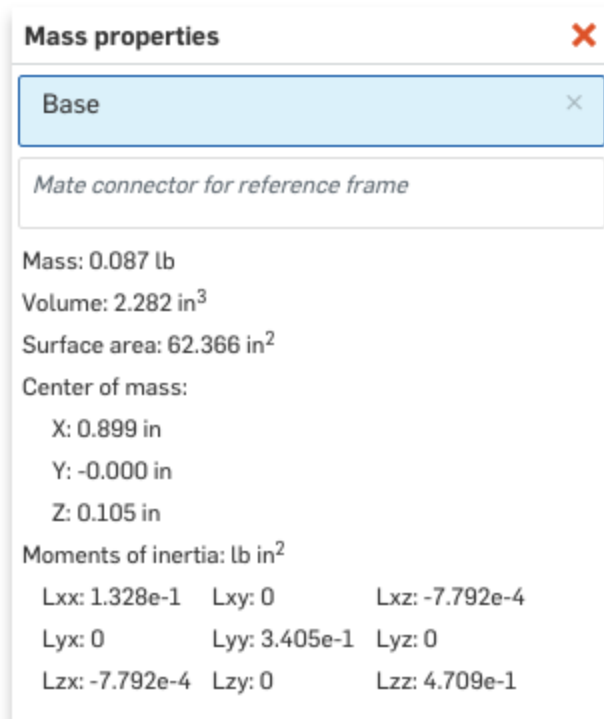 Mass properties
Base
Mate connector for reference frame
Mass: 0.087 lb
Volume: 2.282 in³
Surface area: 62.366 in²
Center of mass:
X: 0.899 in
Y: -0.000 in
Z: 0.105 in
Moments of inertia: lb in²
Lxx: 1.328e-1 Lxy: 0 Lxz: -7.792e-4
Lyx: 0 Lyy: 3.405e-1 Lyz: 0
Lzx: -7.792e-4 Lzy: 0 Lzz: 4.709e-1